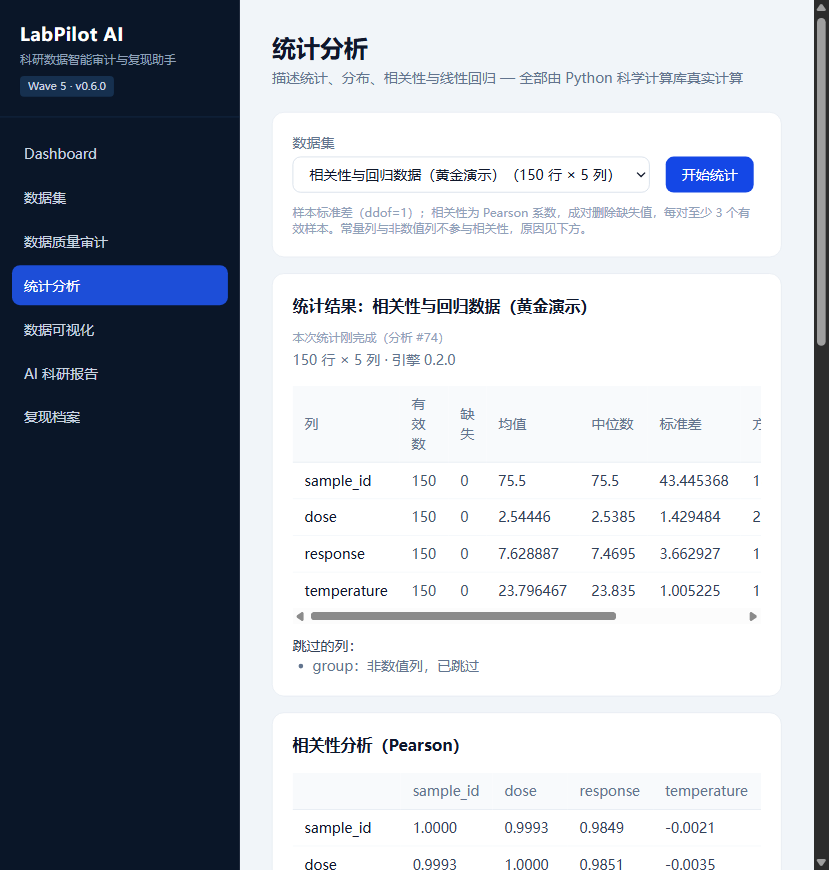 LabPilot AI
科研数据智能审计与复现助手
Wave 5 · v0.6.0
Dashboard
数据集
数据质量审计
统计分析
数据可视化
AI 科研报告
复现档案
统计分析
描述统计、分布、相关性与线性回归 — 全部由 Python 科学计算库真实计算
数据集
相关性与回归数据（黄金演示）（150 行 × 5 列） 开始统计
样本标准差（ddof=1）；相关性为 Pearson 系数，成对删除缺失值，每对至少 3 个有
效样本。常量列与非数值列不参与相关性，原因见下方。
统计结果：相关性与回归数据（黄金演示）
本次统计刚完成（分析 #74）
150 行 × 5 列 · 引擎 0.2.0
列 有效数 缺失 均值 中位数 标准差 方
sample_id 150 0 75.5 75.5 43.445368 1
dose 150 0 2.54446 2.5385 1.429484 2
response 150 0 7.628887 7.4695 3.662927 1
temperature 150 0 23.796467 23.835 1.005225 1
跳过的列：
• group：非数值列，已跳过
相关性分析（Pearson）
sample_id dose response temperature
sample_id 1.0000 0.9993 0.9849 -0.0021
dose 0.9993 1.0000 0.9851 -0.0035